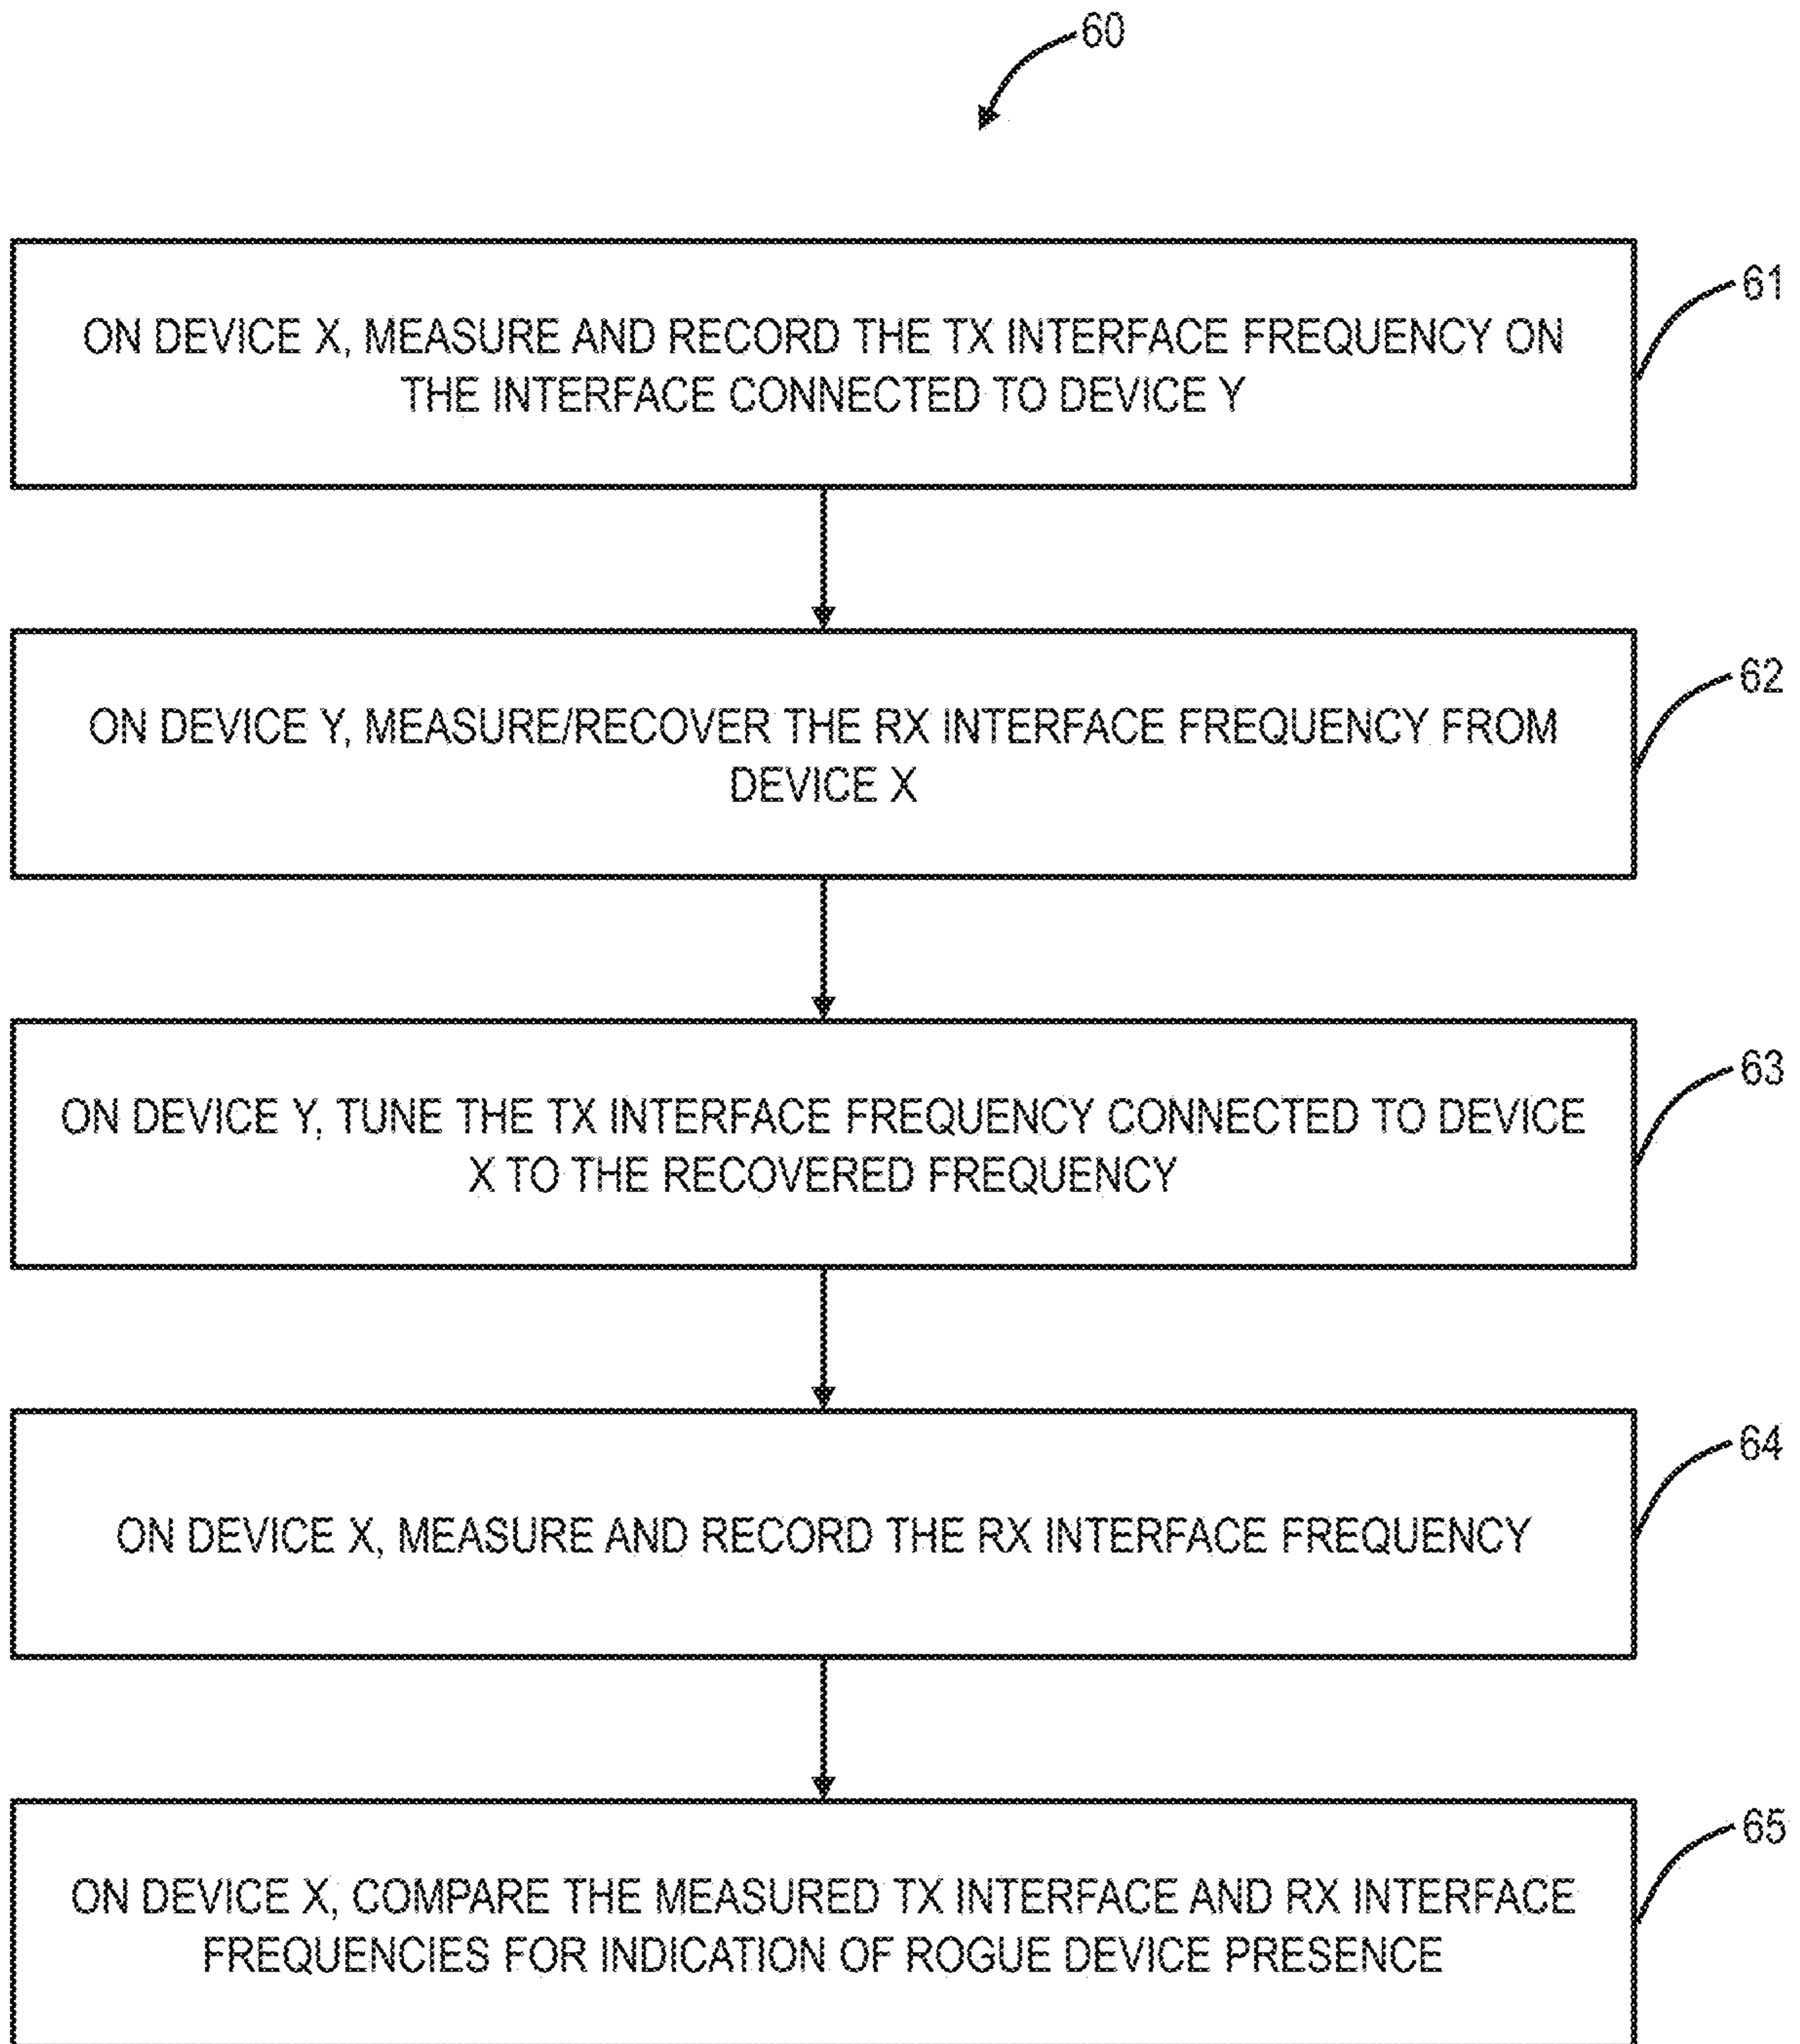 60
ON DEVICE X, MEASURE AND RECORD THE TX INTERFACE FREQUENCY ON
THE INTERFACE CONNECTED TO DEVICE Y
61
ON DEVICE Y, MEASURE/RECOVER THE RX INTERFACE FREQUENCY FROM
DEVICE X
62
ON DEVICE Y, TUNE THE TX INTERFACE FREQUENCY CONNECTED TO DEVICE
X TO THE RECOVERED FREQUENCY
63
ON DEVICE X, MEASURE AND RECORD THE RX INTERFACE FREQUENCY
64
ON DEVICE X, COMPARE THE MEASURED TX INTERFACE AND RX INTERFACE
FREQUENCIES FOR INDICATION OF ROGUE DEVICE PRESENCE
65